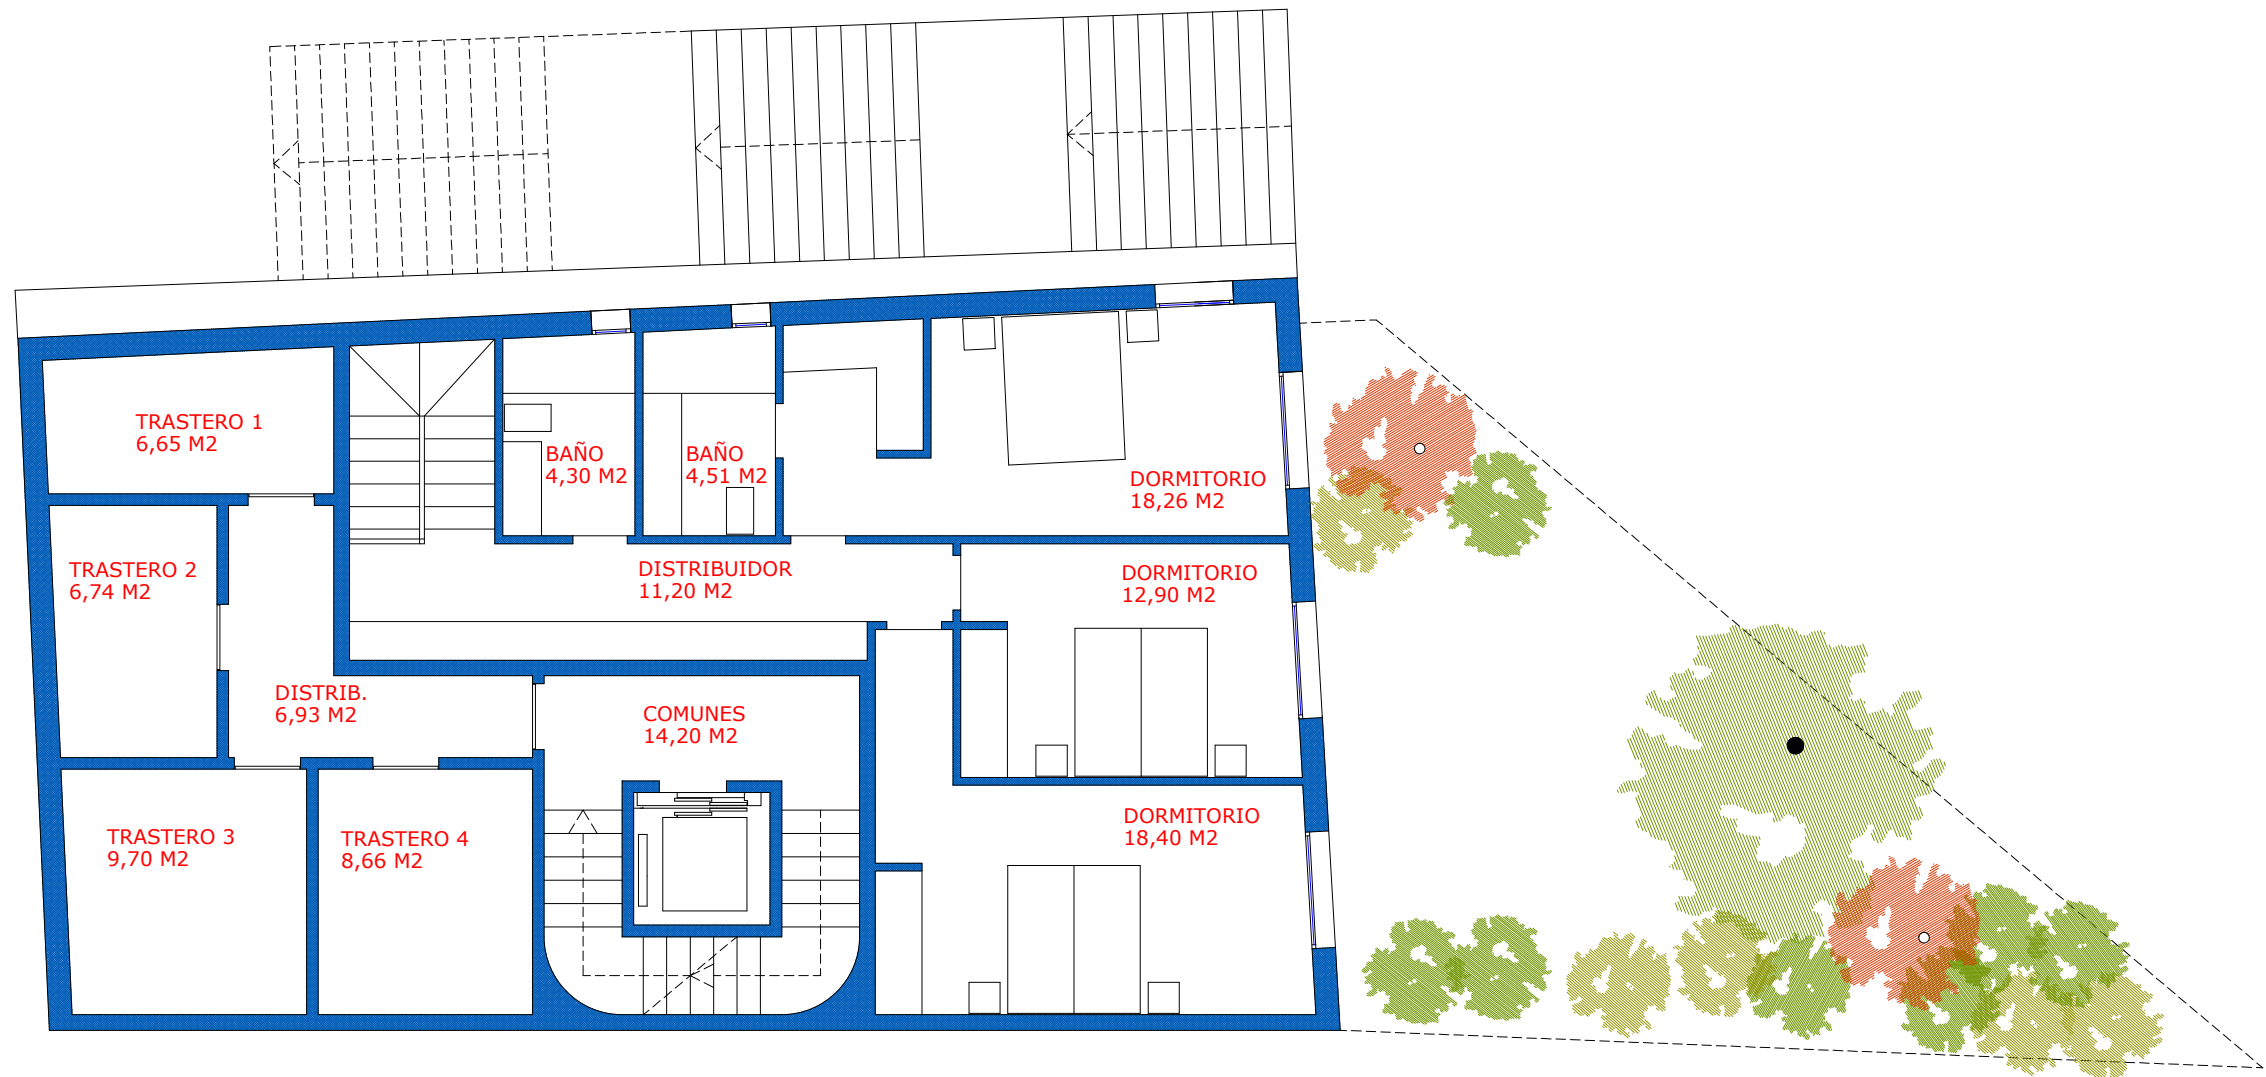 TRASTERO 1
6,65 M2
BAÑO
4,30 M2
BAÑO
4,51 M2
DORMITORIO
18,26 M2
TRASTERO 2
6,74 M2
DISTRIBUIDOR
11,20 M2
DORMITORIO
12,90 M2
DISTRIB.
6,93 M2
COMUNES
14,20 M2
TRASTERO 3
9,70 M2
TRASTERO 4
8,66 M2
DORMITORIO
18,40 M2